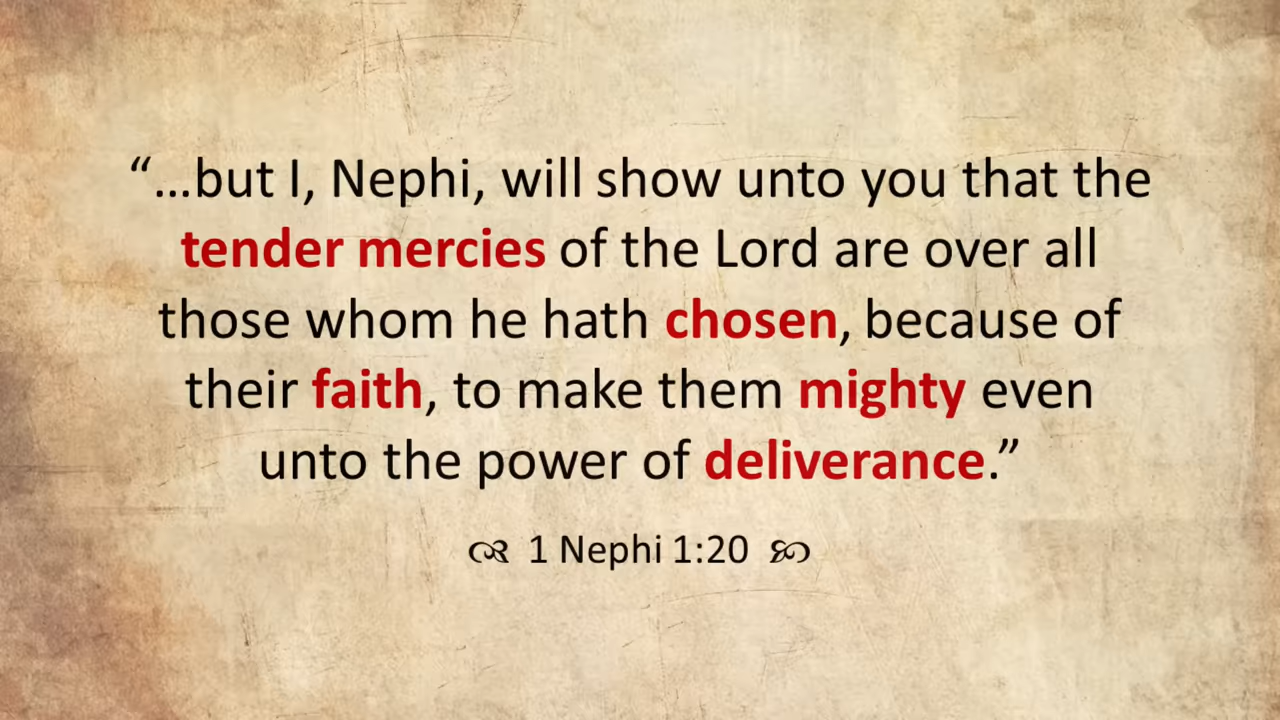 “…but I, Nephi, will show unto you that the
tender mercies of the Lord are over all
those whom he hath chosen, because of
their faith, to make them mighty even
unto the power of deliverance.”
1 Nephi 1:20